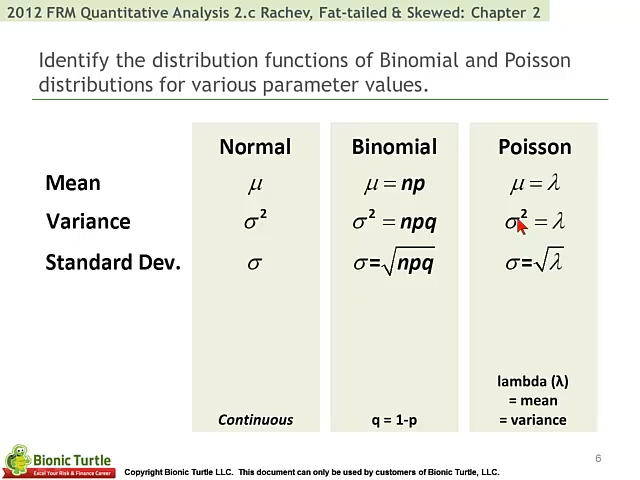 2012 FRM Quantitative Analysis 2.c Rachev, Fat-tailed & Skewed: Chapter 2
Identify the distribution functions of Binomial and Poisson
distributions for various parameter values.
Normal Binomial Poisson
Mean μ μ = np μ = λ
Variance σ² σ² = npq σ² = λ
Standard Dev. σ σ=√npq σ=√λ
lambda (λ)
= mean
Continuous q = 1-p = variance
6
Bionic Turtle
Excel Your Risk & Finance Career
Copyright Bionic Turtle LLC. This document can only be used by customers of Bionic Turtle, LLC.